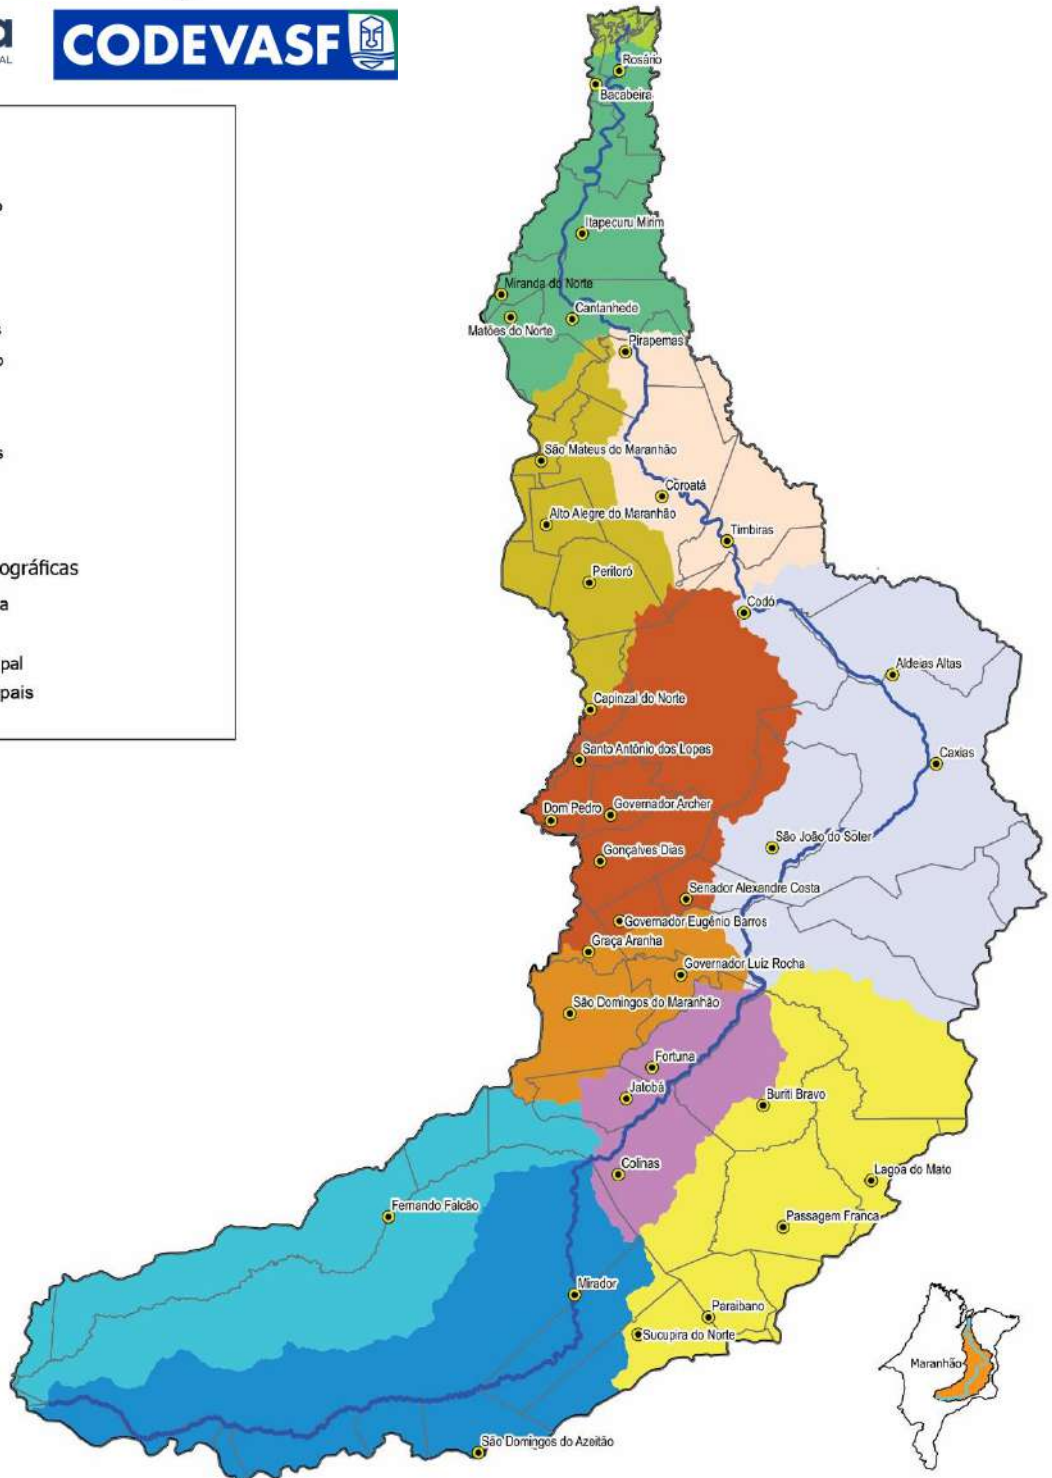 a
AL
CODEVASF
o
s
o
s
ográficas
a
pal
pais
Rosário
Bacabeira
Itapecuru Mirim
Miranda do Norte
Cantanhede
Matões do Norte
Pirapemas
São Mateus do Maranhão
Coroatá
Alto Alegre do Maranhão
Timbiras
Peritoró
Codó
Aldeias Altas
Capinzal do Norte
Santo Antônio dos Lopes
Caxias
Dom Pedro
Governador Archer
São João do Soter
Gonçalves Dias
Senador Alexandre Costa
Governador Eugênio Barros
Graça Aranha
Governador Luiz Rocha
São Domingos do Maranhão
Fortuna
Jatobá
Buriti Bravo
Colinas
Lagoa do Mato
Fernando Falcão
Passagem Franca
Mirador
Paraibano
Sucupira do Norte
Maranhão
São Domingos do Azeitão